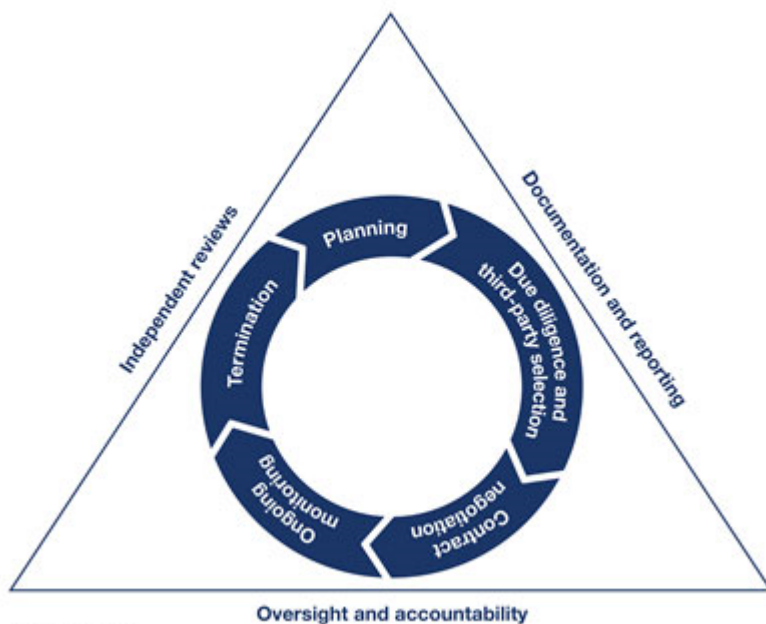 Independent reviews
Documentation and reporting
Planning
Due diligence and
third-party selection
Contract
negotiation
Ongoing
monitoring
Termination
Oversight and accountability